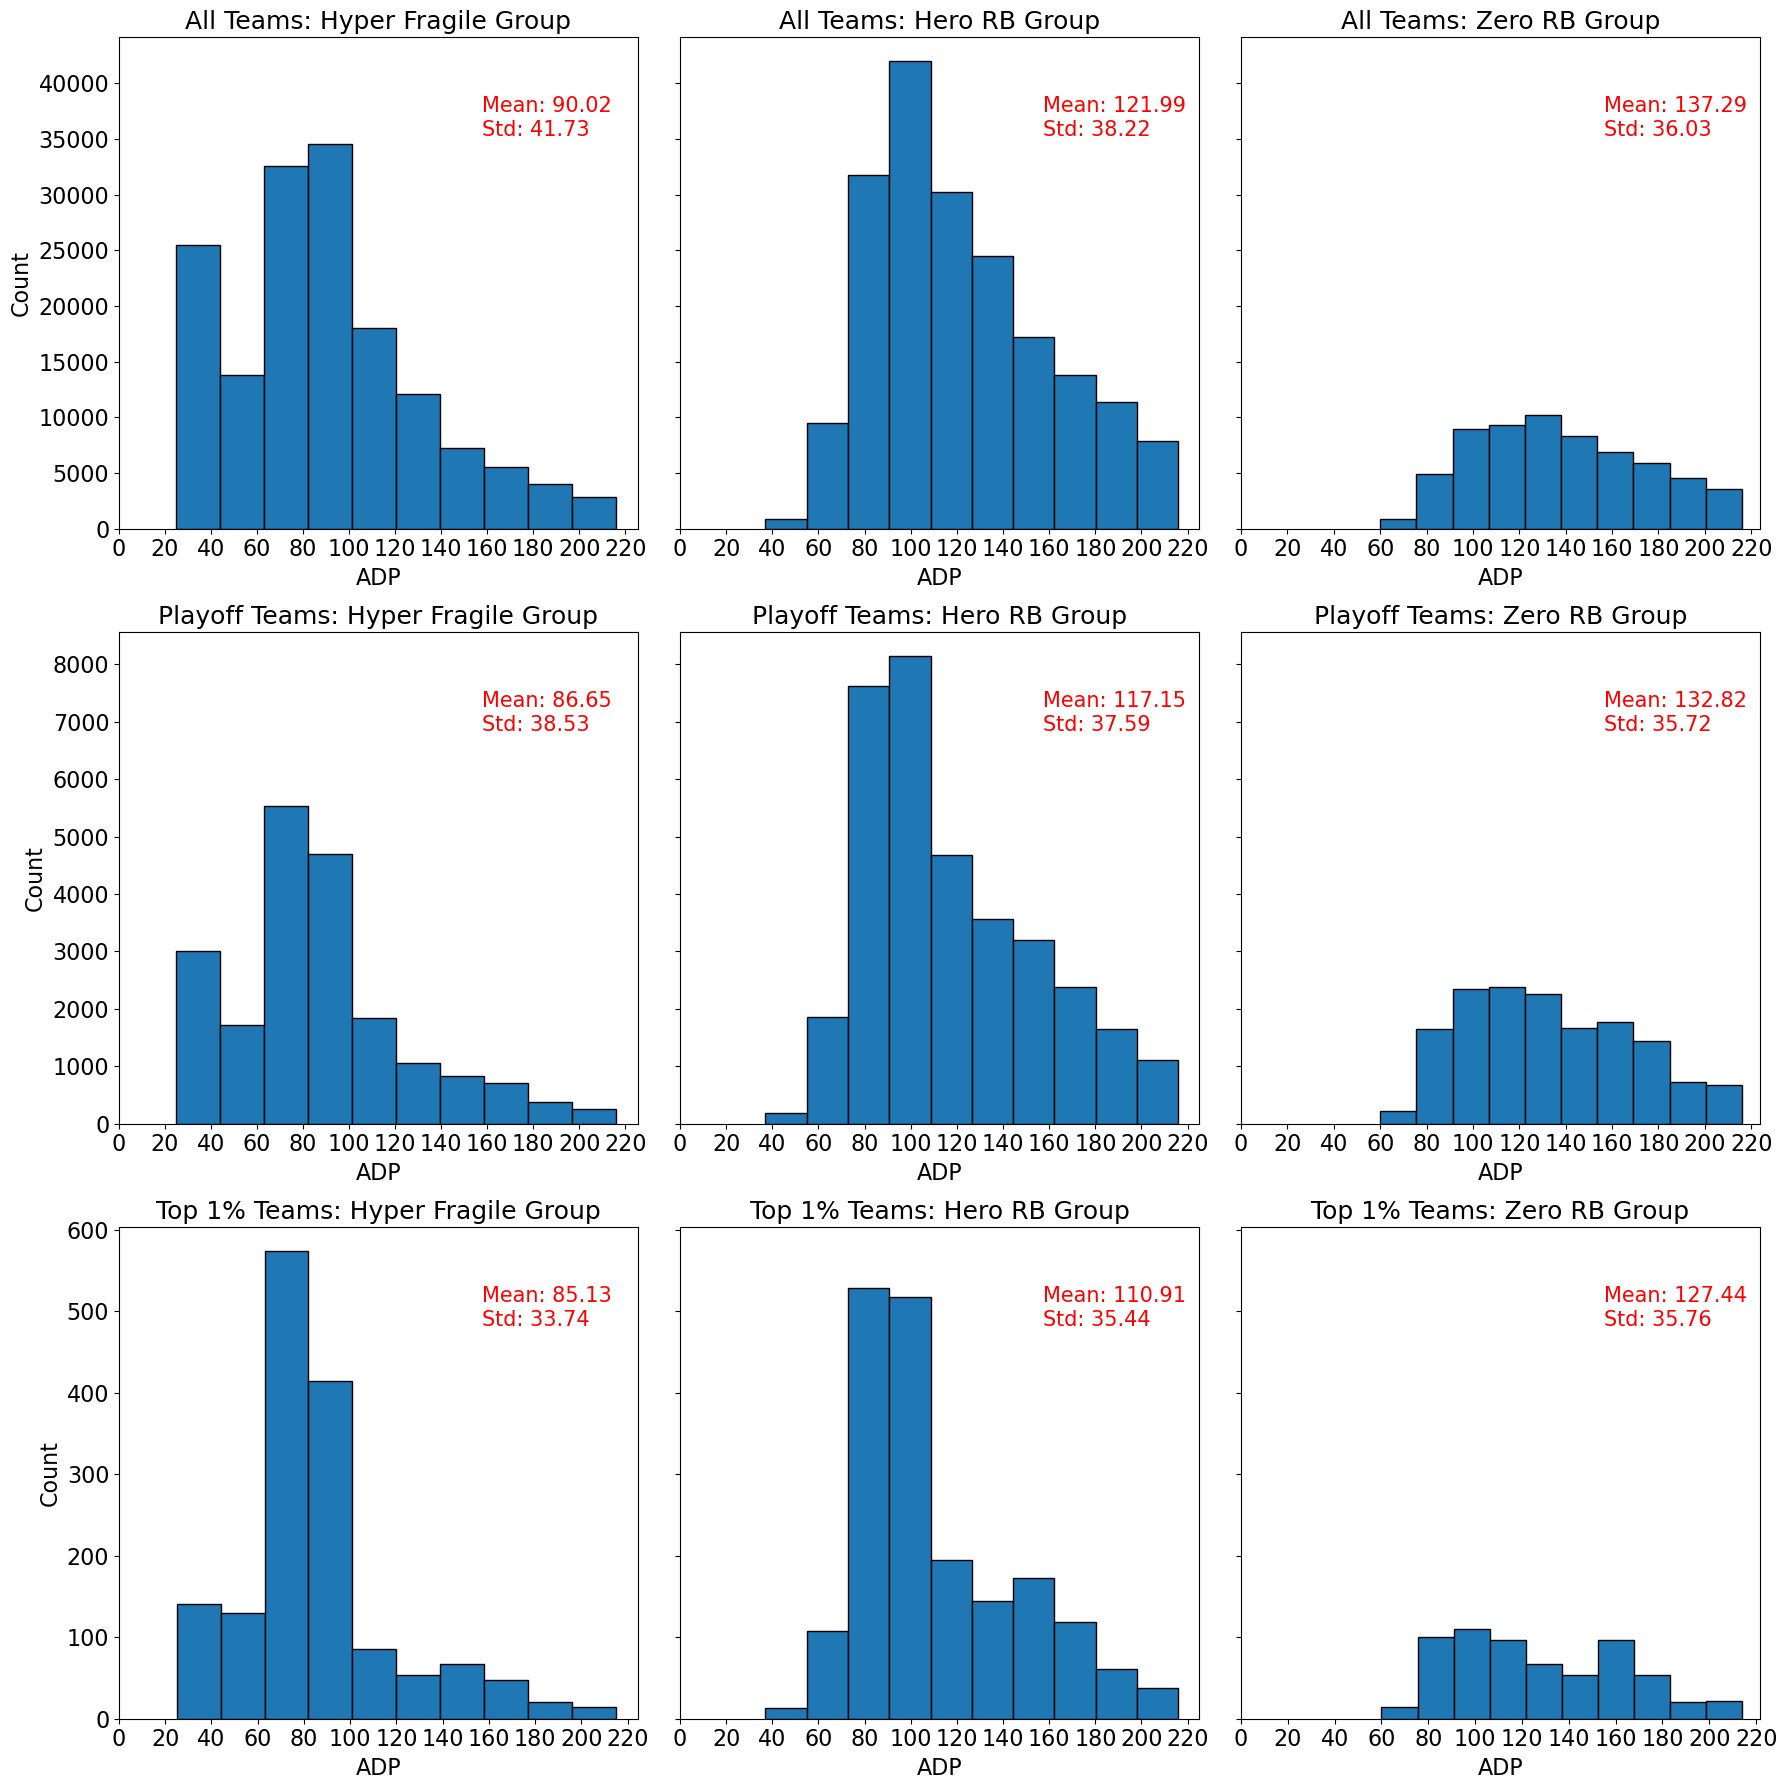 All Teams: Hyper Fragile Group
All Teams: Hero RB Group
All Teams: Zero RB Group
40000
35000
30000
25000
20000
15000
10000
5000
0
Count
Mean: 90.02
Std: 41.73
Mean: 121.99
Std: 38.22
Mean: 137.29
Std: 36.03
0 20 40 60 80 100 120 140 160 180 200 220
0 20 40 60 80 100 120 140 160 180 200 220
0 20 40 60 80 100 120 140 160 180 200 220
ADP
ADP
ADP
Playoff Teams: Hyper Fragile Group
Playoff Teams: Hero RB Group
Playoff Teams: Zero RB Group
8000
7000
6000
5000
4000
3000
2000
1000
0
Count
Mean: 86.65
Std: 38.53
Mean: 117.15
Std: 37.59
Mean: 132.82
Std: 35.72
0 20 40 60 80 100 120 140 160 180 200 220
0 20 40 60 80 100 120 140 160 180 200 220
0 20 40 60 80 100 120 140 160 180 200 220
ADP
ADP
ADP
Top 1% Teams: Hyper Fragile Group
Top 1% Teams: Hero RB Group
Top 1% Teams: Zero RB Group
600
500
400
300
200
100
0
Count
Mean: 85.13
Std: 33.74
Mean: 110.91
Std: 35.44
Mean: 127.44
Std: 35.76
0 20 40 60 80 100 120 140 160 180 200 220
0 20 40 60 80 100 120 140 160 180 200 220
0 20 40 60 80 100 120 140 160 180 200 220
ADP
ADP
ADP